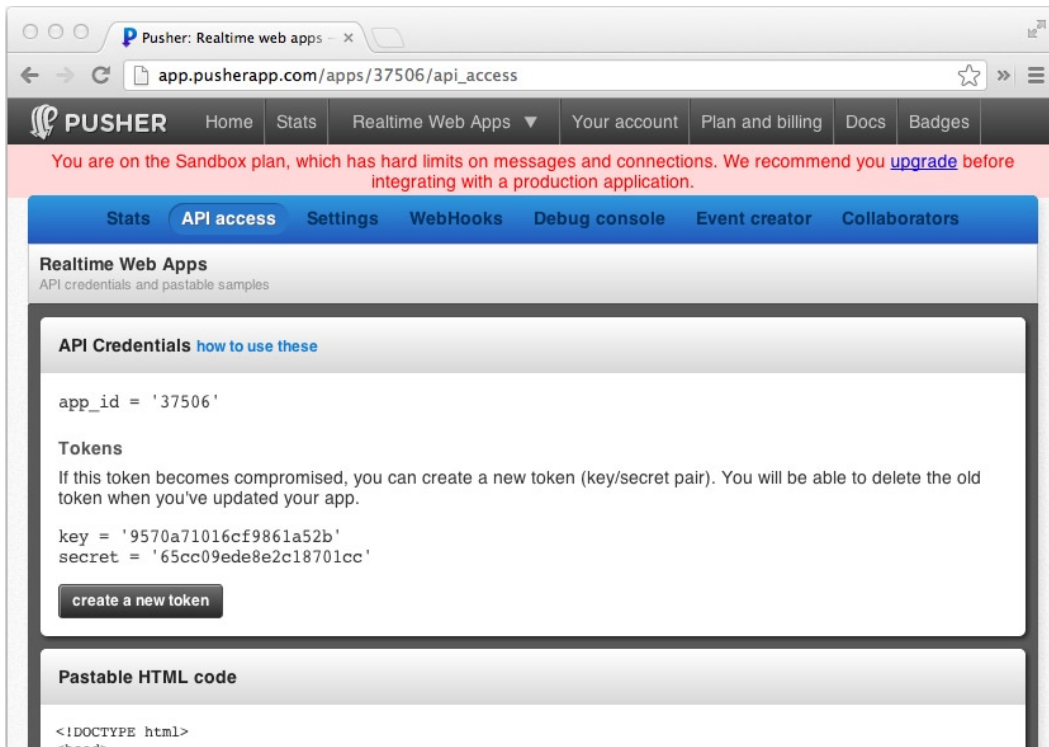 Pusher: Realtime web apps -
app.pusherapp.com/apps/37506/api_access
PUSHER Home Stats Realtime Web Apps ▼ Your account Plan and billing Docs Badges
You are on the Sandbox plan, which has hard limits on messages and connections. We recommend you upgrade before
integrating with a production application.
Stats API access Settings WebHooks Debug console Event creator Collaborators
Realtime Web Apps
API credentials and pastable samples
API Credentials how to use these
app_id = '37506'
Tokens
If this token becomes compromised, you can create a new token (key/secret pair). You will be able to delete the old
token when you've updated your app.
key = '9570a71016cf9861a52b'
secret = '65cc09ede8e2c18701cc'
create a new token
Pastable HTML code
<!DOCTYPE html>